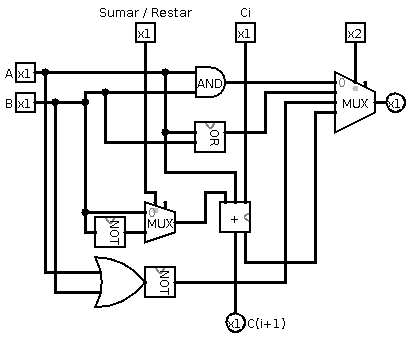 Sumar / Restar
Ci
x1
x1
x2
A x1
B x1
AND
0
MUX
x1
OR
0
MUX
+
NOT
NOT
x1 C(i+1)